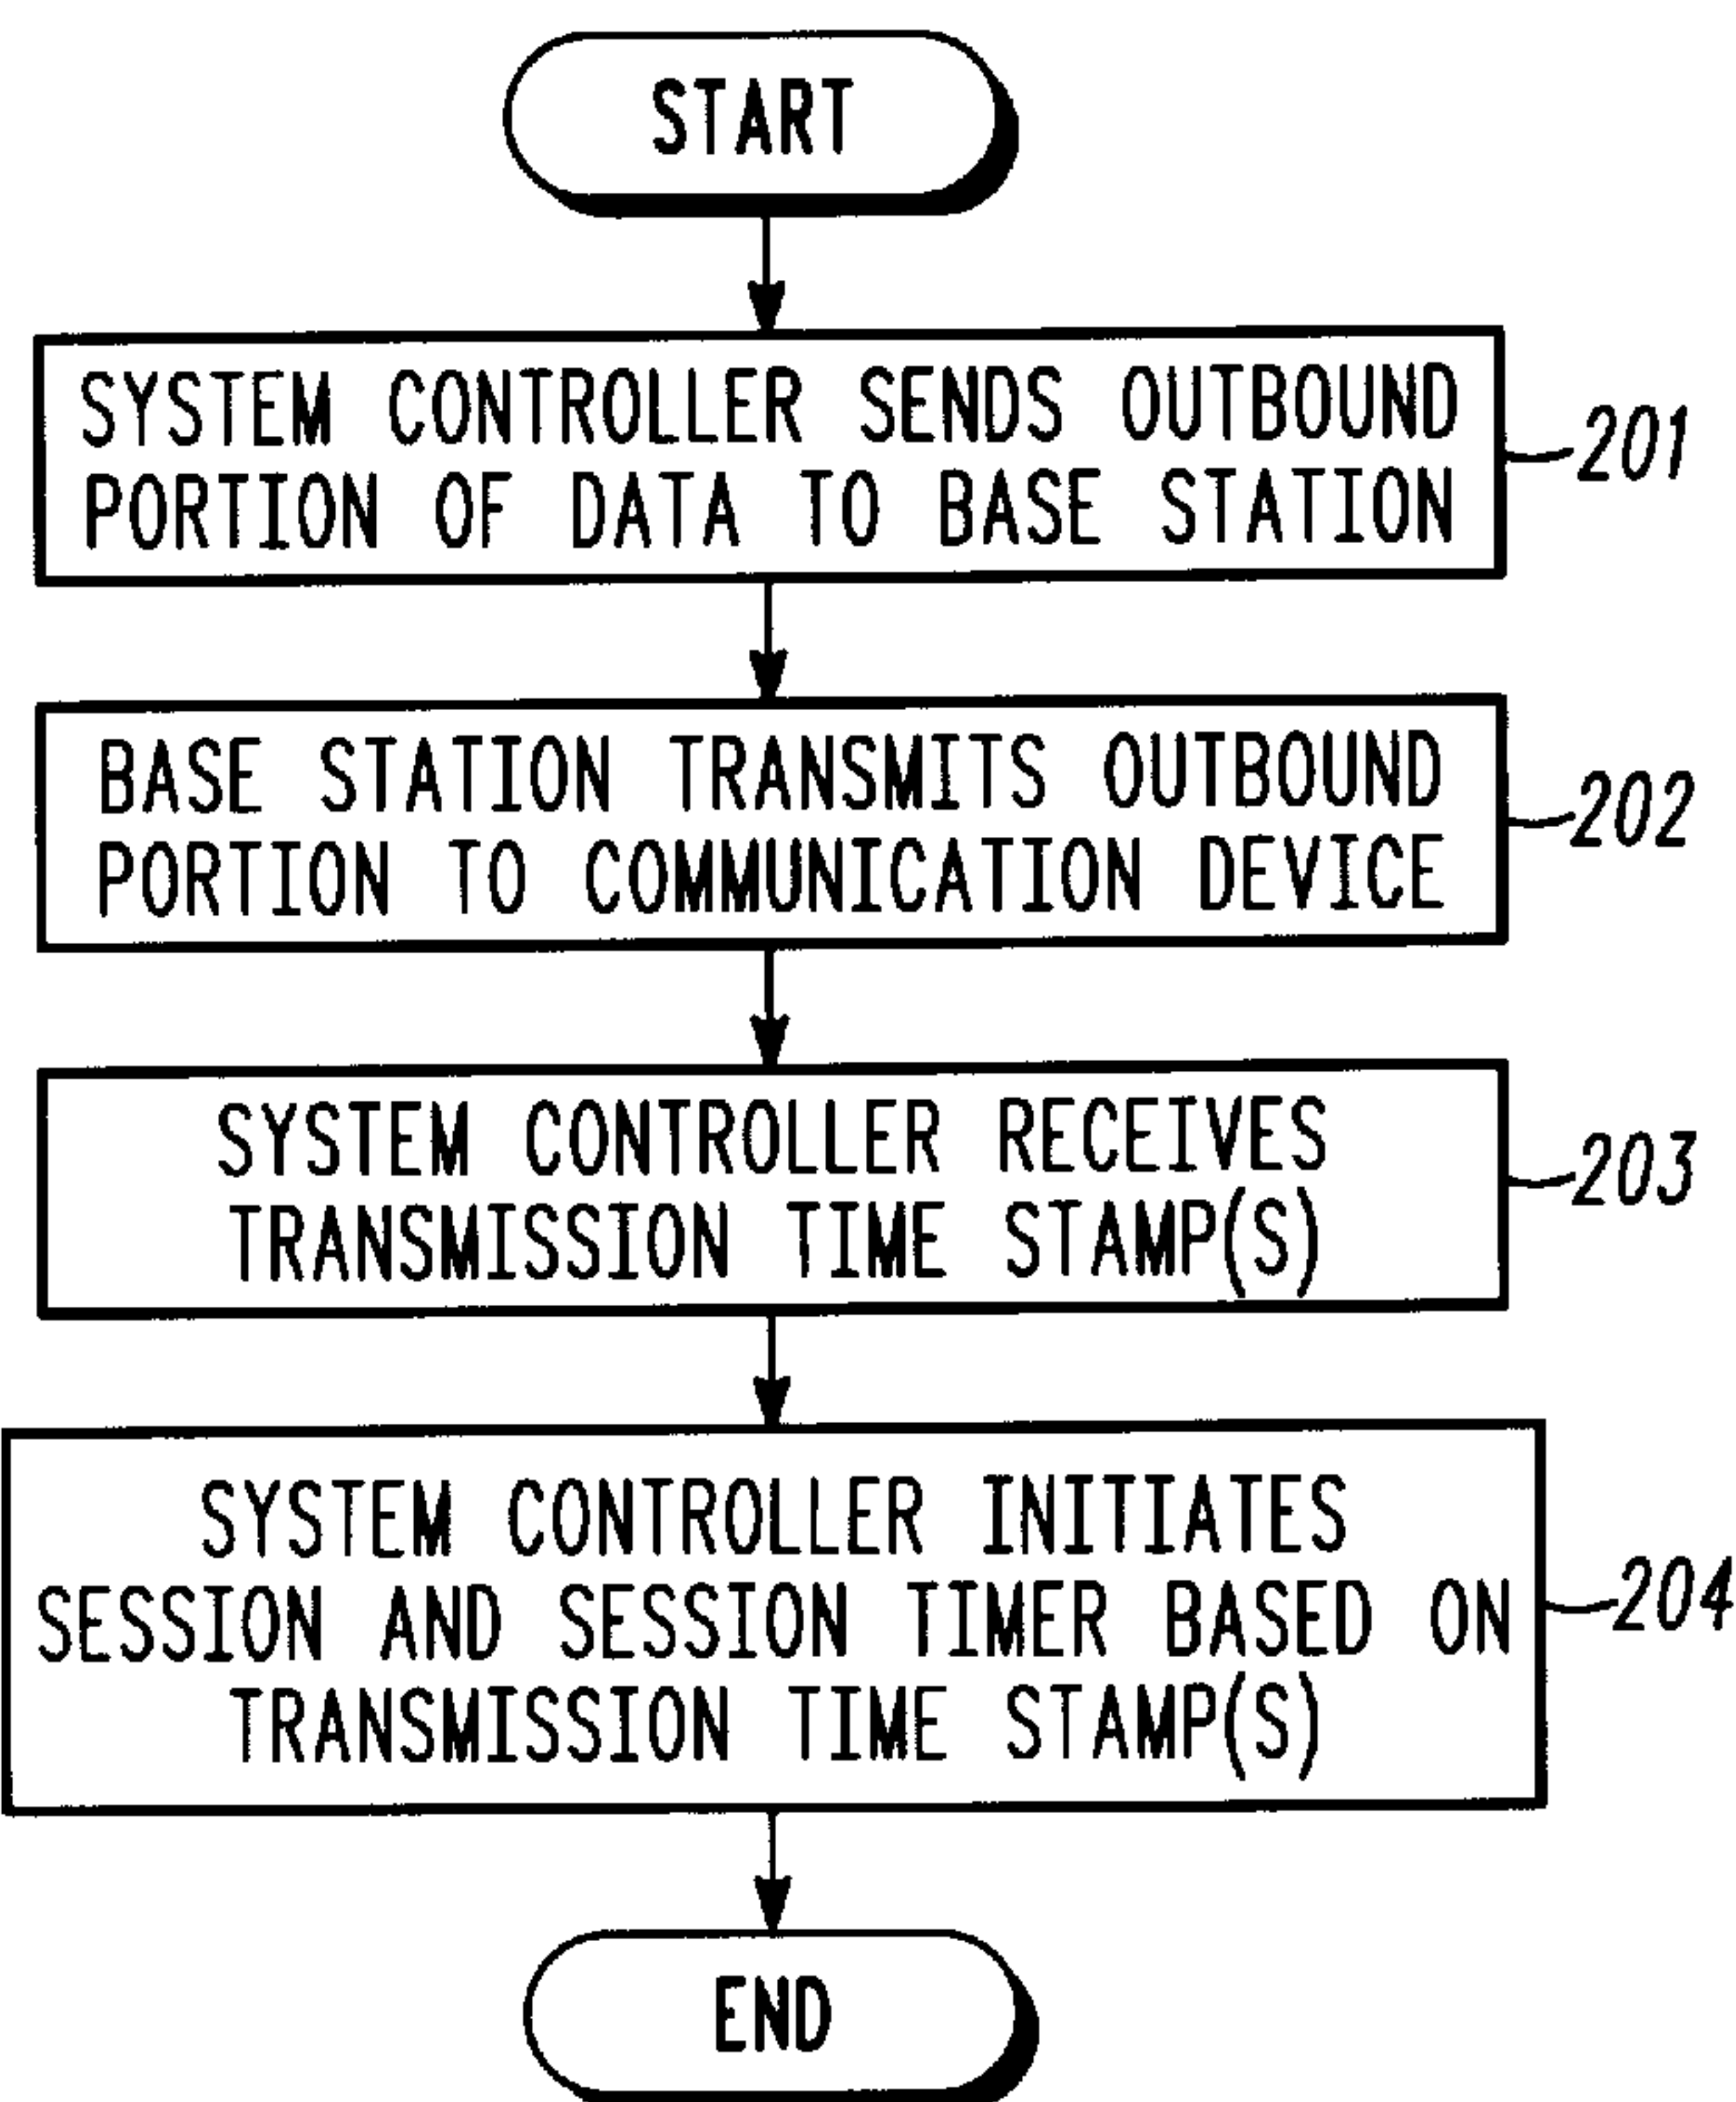 START
SYSTEM CONTROLLER SENDS OUTBOUND
PORTION OF DATA TO BASE STATION
201
BASE STATION TRANSMITS OUTBOUND
PORTION TO COMMUNICATION DEVICE
202
SYSTEM CONTROLLER RECEIVES
TRANSMISSION TIME STAMP(S)
203
SYSTEM CONTROLLER INITIATES
SESSION AND SESSION TIMER BASED ON
TRANSMISSION TIME STAMP(S)
204
END